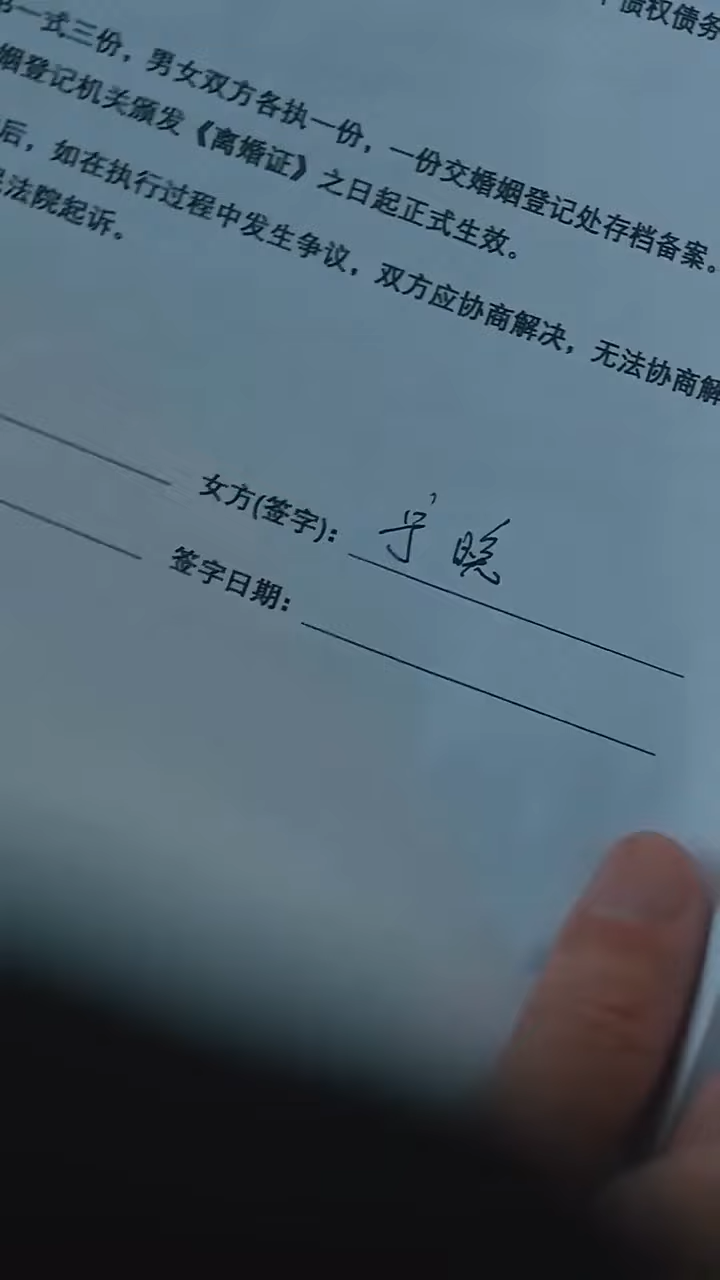 债权债务
一式三份，男女双方各执一份，一份交婚姻登记处存档备案。
姻登记机关颁发《离婚证》之日起正式生效。
后，如在执行过程中发生争议，双方应协商解决，无法协商解
法院起诉。
女方(签字)：宁晚
签字日期：